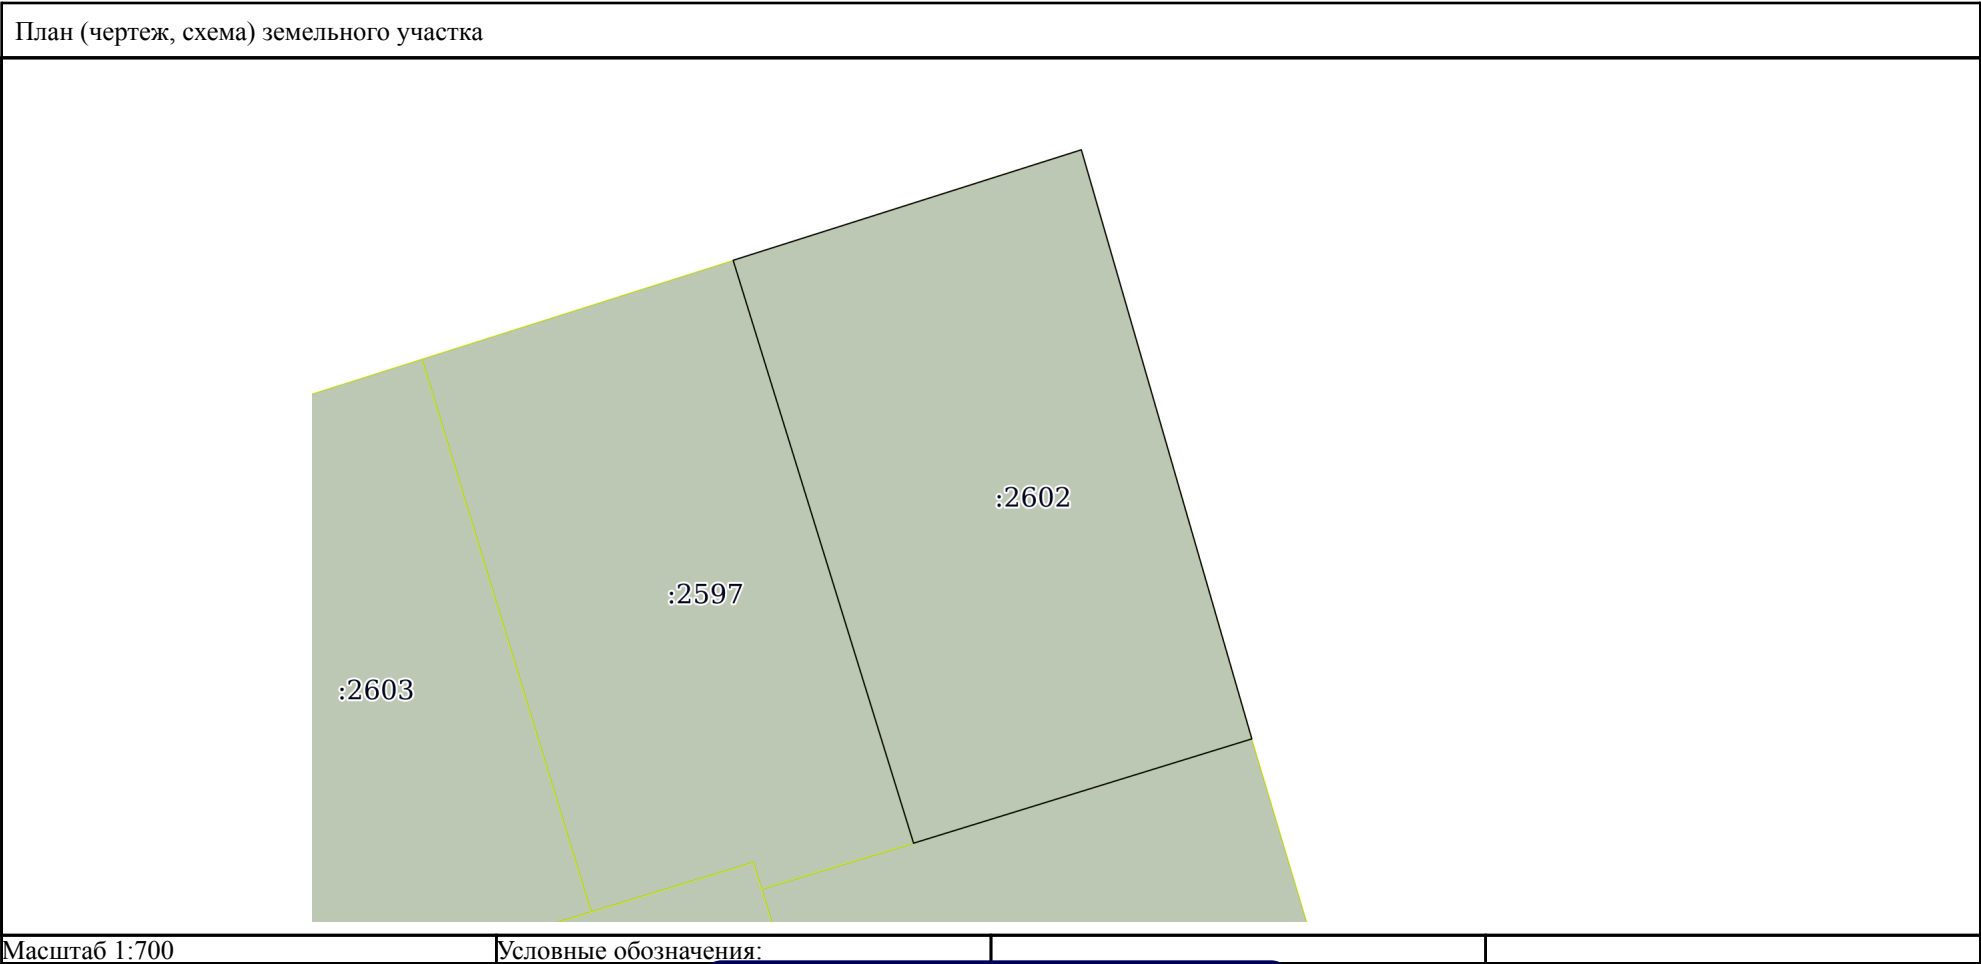 План (чертеж, схема) земельного участка
:2602
:2597
:2603
Масштаб 1:700
Условные обозначения: